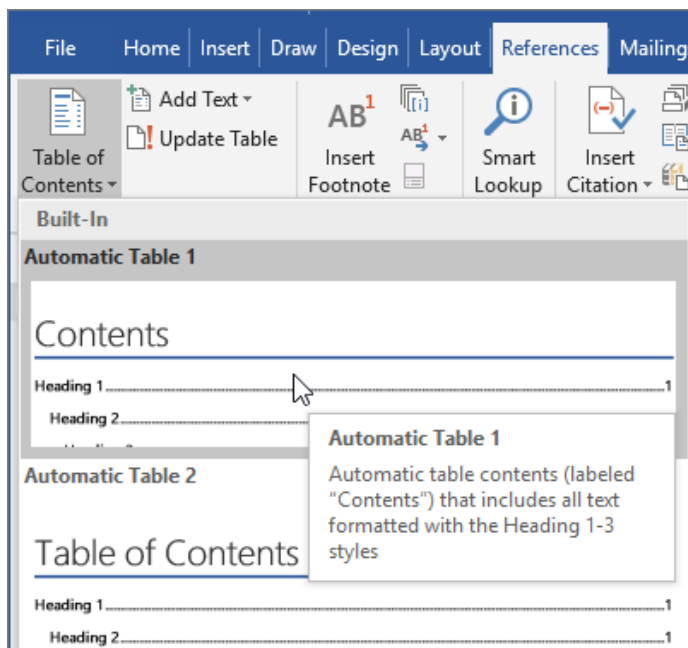 File Home Insert Draw Design Layout References Mailing
Add Text
Update Table
Table of
Contents
AB1
[i]
AB1
Insert
Footnote
Smart
Lookup
(-)
Insert
Citation
Built-In
Automatic Table 1
Contents
Heading 1 1
Heading 2
Automatic Table 1
Automatic table contents (labeled
“Contents”) that includes all text
formatted with the Heading 1-3
styles
Automatic Table 2
Table of Contents
Heading 1 1
Heading 2 1